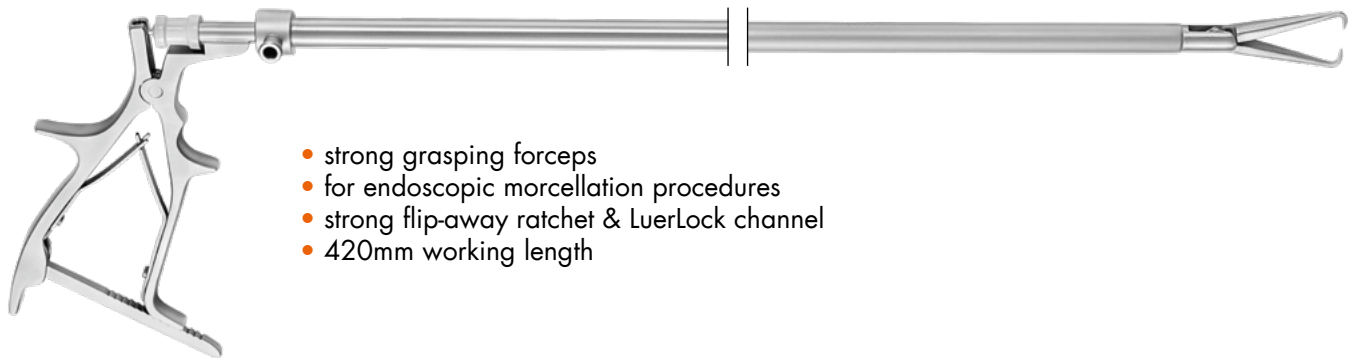 • strong grasping forceps
• for endoscopic morcellation procedures
• strong flip-away ratchet & LuerLock channel
• 420mm working length